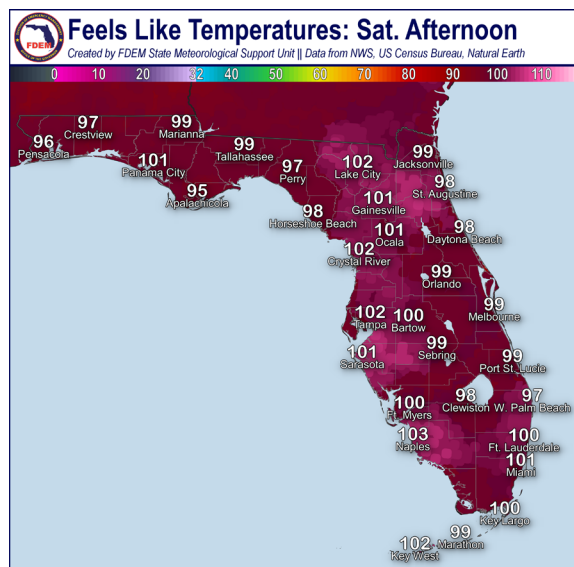 Feels Like Temperatures: Sat. Afternoon
FDEM
Created by FDEM State Meteorological Support Unit || Data from NWS, US Census Bureau, Natural Earth
0 10 20 32 40 50 60 70 80 90 100 110
97
Crestview
99
Marianna
96
Pensacola
99
Tallahassee
101
Panama City
97
Perry
95
Apalachicola
102
Lake City
99
Jacksonville
98
St. Augustine
101
Gainesville
98
Horseshoe Beach
101
Ocala
98
Daytona Beach
102
Crystal River
99
Orlando
99
Melbourne
102
Tampa
100
Bartow
101
Sarasota
99
Sebring
99
Port St. Lucie
100
Ft. Myers
98
Clewiston
97
W. Palm Beach
103
Naples
100
Ft. Lauderdale
101
Miami
100
Key Largo
99
Marathon
102
Key West